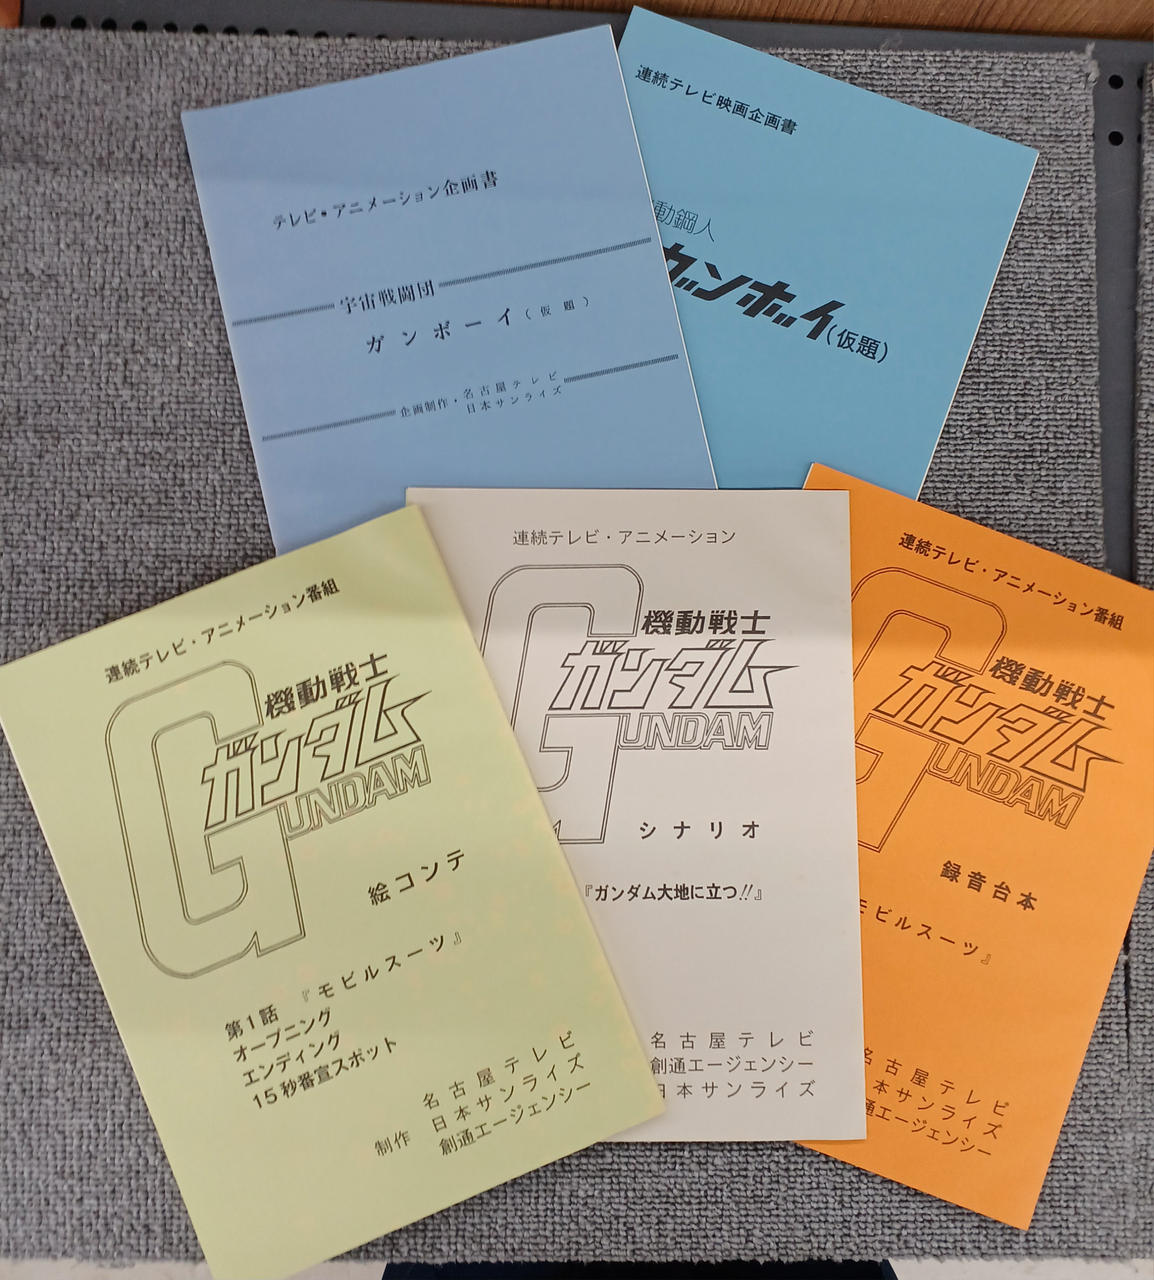 テレビ・アニメーション企画書
宇宙戦闘団
ガンボーイ(仮題)
企画制作・名古屋テレビ
日本サンライズ
連続テレビ映画企画書
動鋼人
ガンボイ(仮題)
連続テレビ・アニメーション番組
機動戦士
ガンダム
GUNDAM
絵コンテ
第1話 『モビルスーツ』
オープニング
エンディング
15秒番宣スポット
名古屋テレビ
制作 日本サンライズ
創通エージェンシー
連続テレビ・アニメーション
機動戦士
ガンダム
GUNDAM
シナリオ
『ガンダム大地に立つ!!』
名古屋テレビ
創通エージェンシー
日本サンライズ
連続テレビ・アニメーション番組
機動戦士
ガンダム
GUNDAM
録音台本
モビルスーツ』
名古屋テレビ
本サンライズ
通エージェンシー